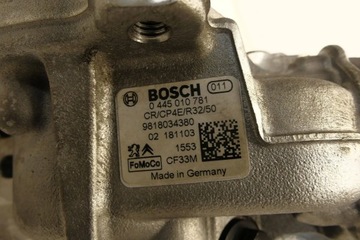 BOSCH 011
0 445 010 781
CR/CP4E/R32/50
9818034380
02 181103
1553
FoMoCo CF33M
Made in Germany